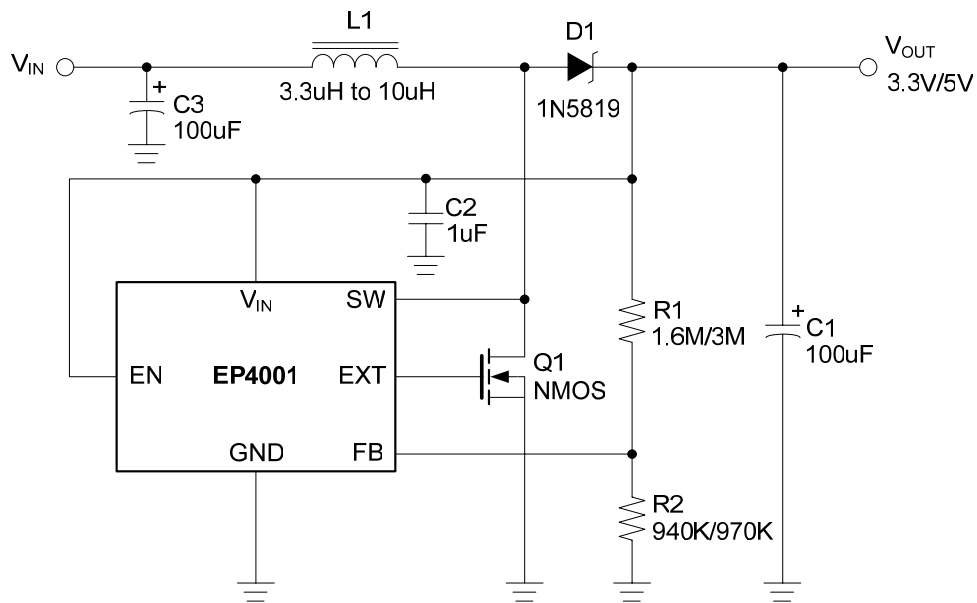 L1
D1
VIN
VOUT
3.3V/5V
3.3uH to 10uH
1N5819
+
C3
100uF
C2
1uF
VIN
SW
R1
1.6M/3M
+
C1
100uF
EN
EP4001
EXT
Q1
NMOS
GND
FB
R2
940K/970K